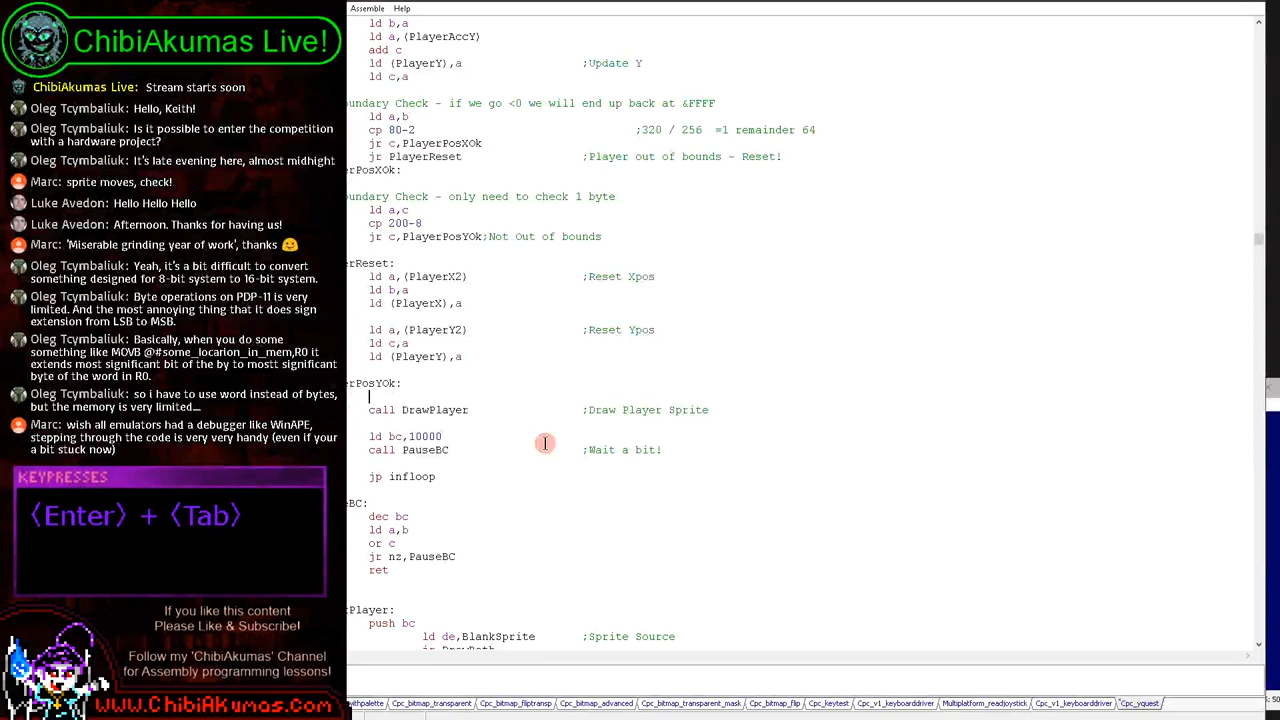 ChibiAkumas Live!
ChibiAkumas Live: Stream starts soon
Oleg Tcymbaliuk: Hello, Keith!
Oleg Tcymbaliuk: Is it possible to enter the competition
with a hardware project?
Oleg Tcymbaliuk: It's late evening here, almost midnight
Marc: sprite moves, check!
Luke Avedon: Hello Hello Hello
Luke Avedon: Afternoon. Thanks for having us!
Marc: 'Miserable grinding year of work', thanks 🤗
Oleg Tcymbaliuk: Yeah, it's a bit difficult to convert
something designed for 8-bit system to 16-bit system.
Oleg Tcymbaliuk: Byte operations on PDP-11 is very
limited. And the most annoying thing that it does sign
extension from LSB to MSB.
Oleg Tcymbaliuk: Basically, when you do some
something like MOVB @#some_locarion_in_mem,R0 it
extends most significant bit of the by to mostt significant
byte of the word in R0.
Oleg Tcymbaliuk: so i have to use word instead of bytes,
but the memory is very limited...
Marc: wish all emulators had a debugger like WinAPE,
stepping through the code is very very handy (even if your
a bit stuck now)
KEYPRESSES
〈Enter〉 + 〈Tab〉
If you like this content
Please Like & Subscribe!
Follow my 'ChibiAkumas' Channel
for Assembly programming lessons!
www.ChibiAkumas.com
Assemble Help
ld b,a
ld a,(PlayerAccY)
add c
ld (PlayerY),a ;Update Y
ld c,a
oundary Check - if we go <0 we will end up back at &FFFF
ld a,b
cp 80-2 ;320 / 256 =1 remainder 64
jr c,PlayerPosXOk
jr PlayerReset ;Player out of bounds - Reset!
erPosXOk:
oundary Check - only need to check 1 byte
ld a,c
cp 200-8
jr c,PlayerPosYOk;Not Out of bounds
erReset:
ld a,(PlayerX2) ;Reset Xpos
ld b,a
ld (PlayerX),a
ld a,(PlayerY2) ;Reset Ypos
ld c,a
ld (PlayerY),a
erPosYOk:
call DrawPlayer ;Draw Player Sprite
ld bc,10000
call PauseBC ;Wait a bit!
jp infloop
eBC:
dec bc
ld a,b
or c
jr nz,PauseBC
ret
kPlayer:
push bc
ld de,BlankSprite ;Sprite Source
withpalette Cpc_bitmap_transparent Cpc_bitmap_fliptransp Cpc_bitmap_advanced Cpc_bitmap_transparent_mask Cpc_bitmap_flip Cpc_keytest Cpc_v1_keyboarddriver Multiplatform_readjoystick Cpc_v1_keyboarddriver *Cpc_yquest